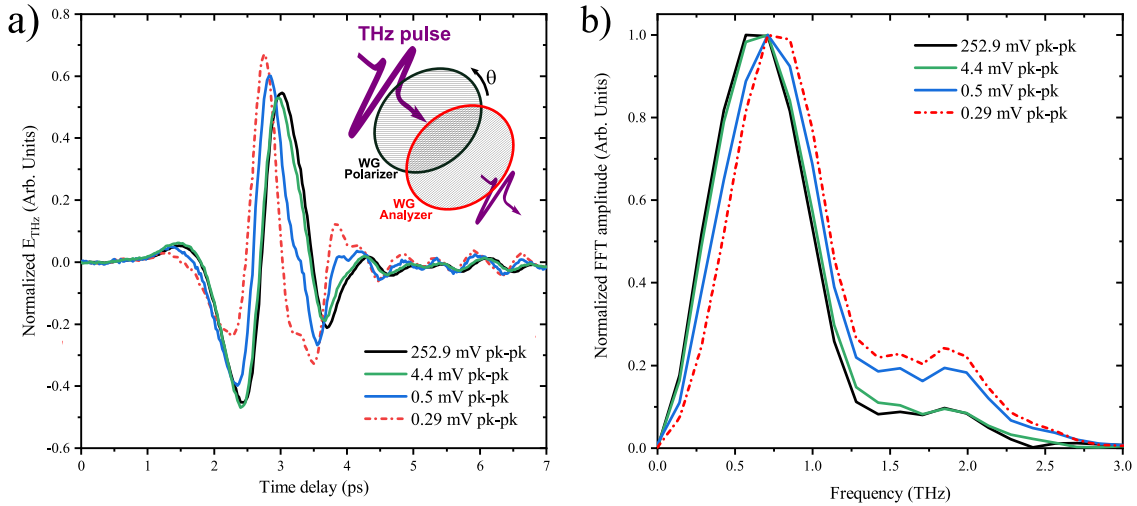 a)
Normalized E_THz (Arb. Units)
0.8
0.6
0.4
0.2
0.0
-0.2
-0.4
-0.6
0
1
2
3
4
5
6
7
Time delay (ps)
THz pulse
θ
WG
Polarizer
WG
Analyzer
252.9 mV pk-pk
4.4 mV pk-pk
0.5 mV pk-pk
0.29 mV pk-pk
b)
Normalized FFT amplitude (Arb. Units)
1.0
0.8
0.6
0.4
0.2
0.0
0.0
0.5
1.0
1.5
2.0
2.5
3.0
Frequency (THz)
252.9 mV pk-pk
4.4 mV pk-pk
0.5 mV pk-pk
0.29 mV pk-pk